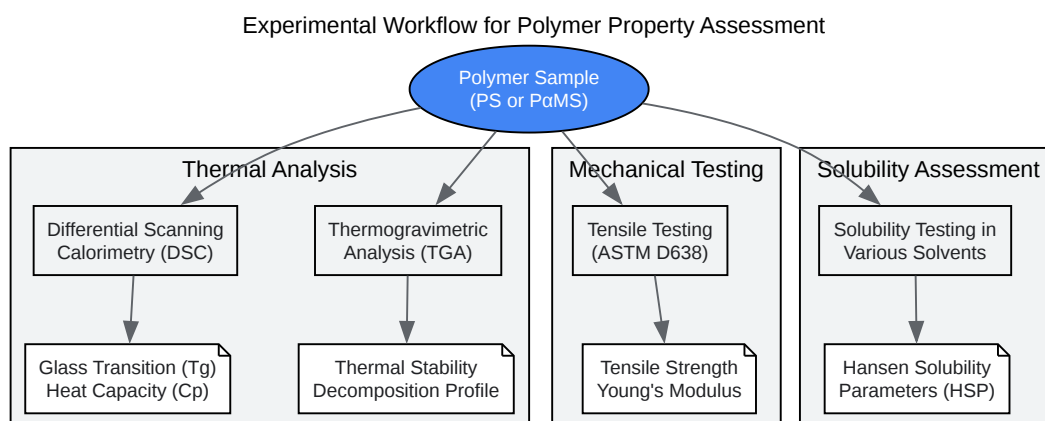 Experimental Workflow for Polymer Property Assessment
Polymer Sample
(PS or PαMS)
Thermal Analysis
Mechanical Testing
Solubility Assessment
Differential Scanning
Calorimetry (DSC)
Thermogravimetric
Analysis (TGA)
Tensile Testing
(ASTM D638)
Solubility Testing in
Various Solvents
Glass Transition (Tg)
Heat Capacity (Cp)
Thermal Stability
Decomposition Profile
Tensile Strength
Young's Modulus
Hansen Solubility
Parameters (HSP)